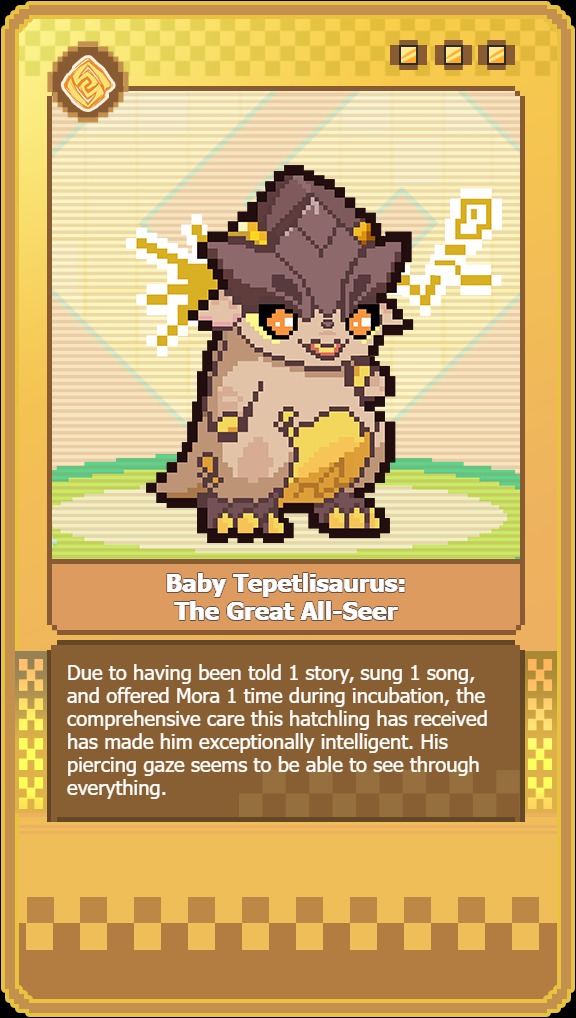 Baby Tepetlisaurus:
The Great All-Seer
Due to having been told 1 story, sung 1 song,
and offered Mora 1 time during incubation, the
comprehensive care this hatchling has received
has made him exceptionally intelligent. His
piercing gaze seems to be able to see through
everything.